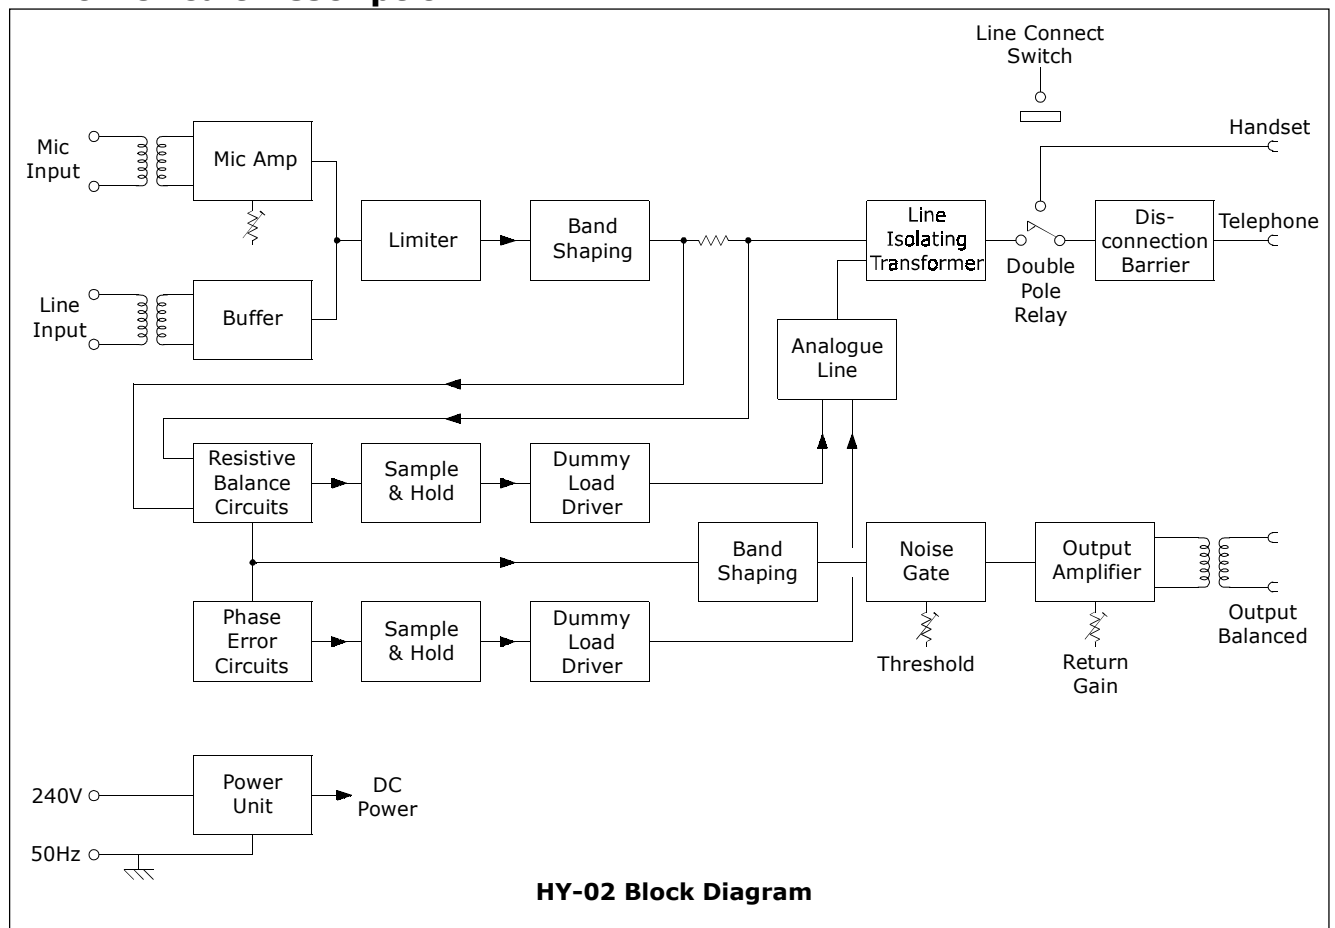 Line Connect
Switch
Handset
Mic
Input
Mic Amp
Limiter
Band
Shaping
Line
Isolating
Transformer
Dis-
connection
Barrier
Telephone
Double
Pole
Relay
Line
Input
Buffer
Analogue
Line
Resistive
Balance
Circuits
Sample
& Hold
Dummy
Load
Driver
Band
Shaping
Noise
Gate
Output
Amplifier
Output
Balanced
Phase
Error
Circuits
Sample
& Hold
Dummy
Load
Driver
Threshold
Return
Gain
240V
Power
Unit
DC
Power
50Hz
HY-02 Block Diagram